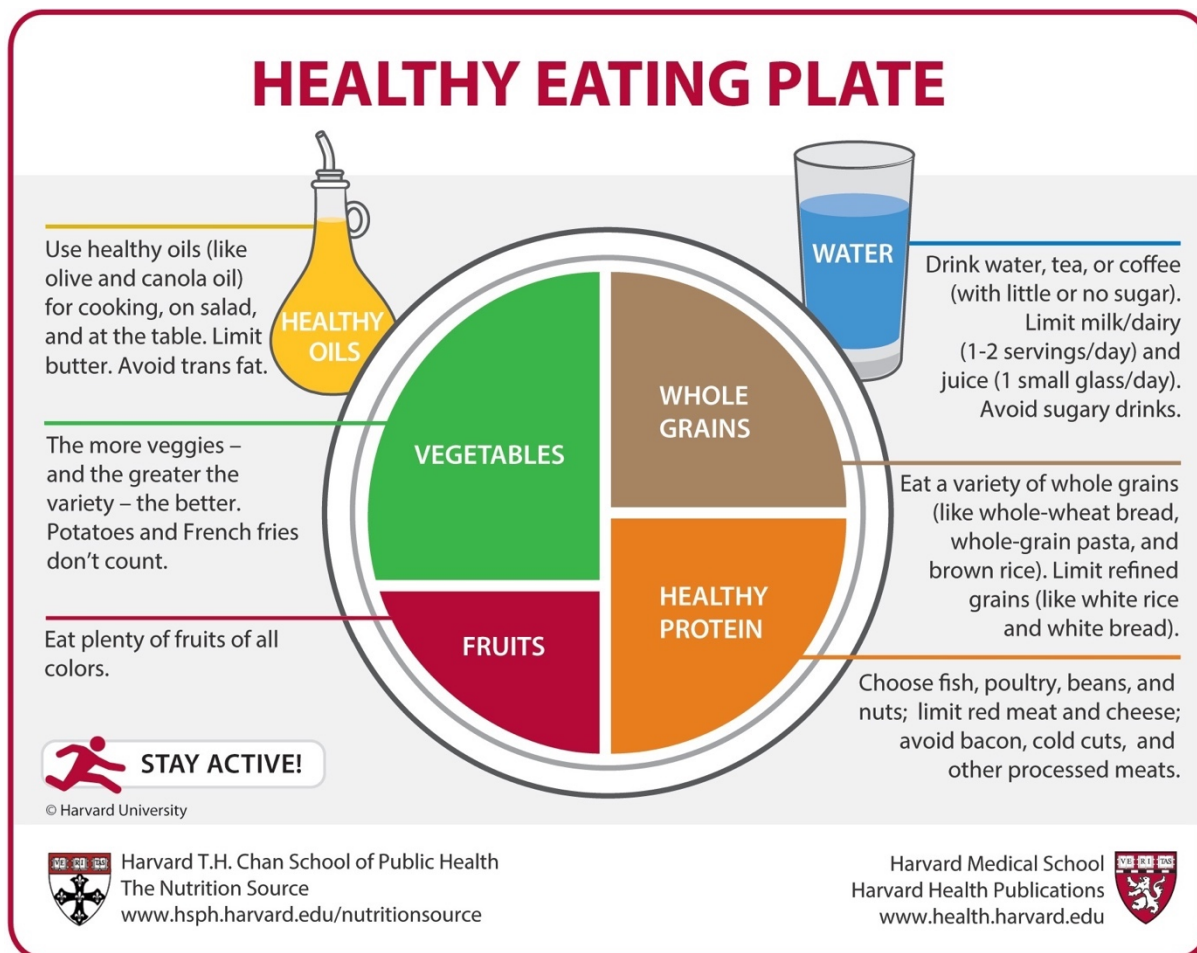 HEALTHY EATING PLATE
HEALTHY
OILS
Use healthy oils (like
olive and canola oil)
for cooking, on salad,
and at the table. Limit
butter. Avoid trans fat.
WATER
Drink water, tea, or coffee
(with little or no sugar).
Limit milk/dairy
(1-2 servings/day) and
juice (1 small glass/day).
Avoid sugary drinks.
VEGETABLES
The more veggies –
and the greater the
variety – the better.
Potatoes and French fries
don’t count.
WHOLE
GRAINS
Eat a variety of whole grains
(like whole-wheat bread,
whole-grain pasta, and
brown rice). Limit refined
grains (like white rice
and white bread).
FRUITS
Eat plenty of fruits of all
colors.
HEALTHY
PROTEIN
Choose fish, poultry, beans, and
nuts; limit red meat and cheese;
avoid bacon, cold cuts, and
other processed meats.
STAY ACTIVE!
© Harvard University
VE RI TAS
Harvard T.H. Chan School of Public Health
The Nutrition Source
www.hsph.harvard.edu/nutritionsource
Harvard Medical School
Harvard Health Publications
www.health.harvard.edu
VE RI TAS